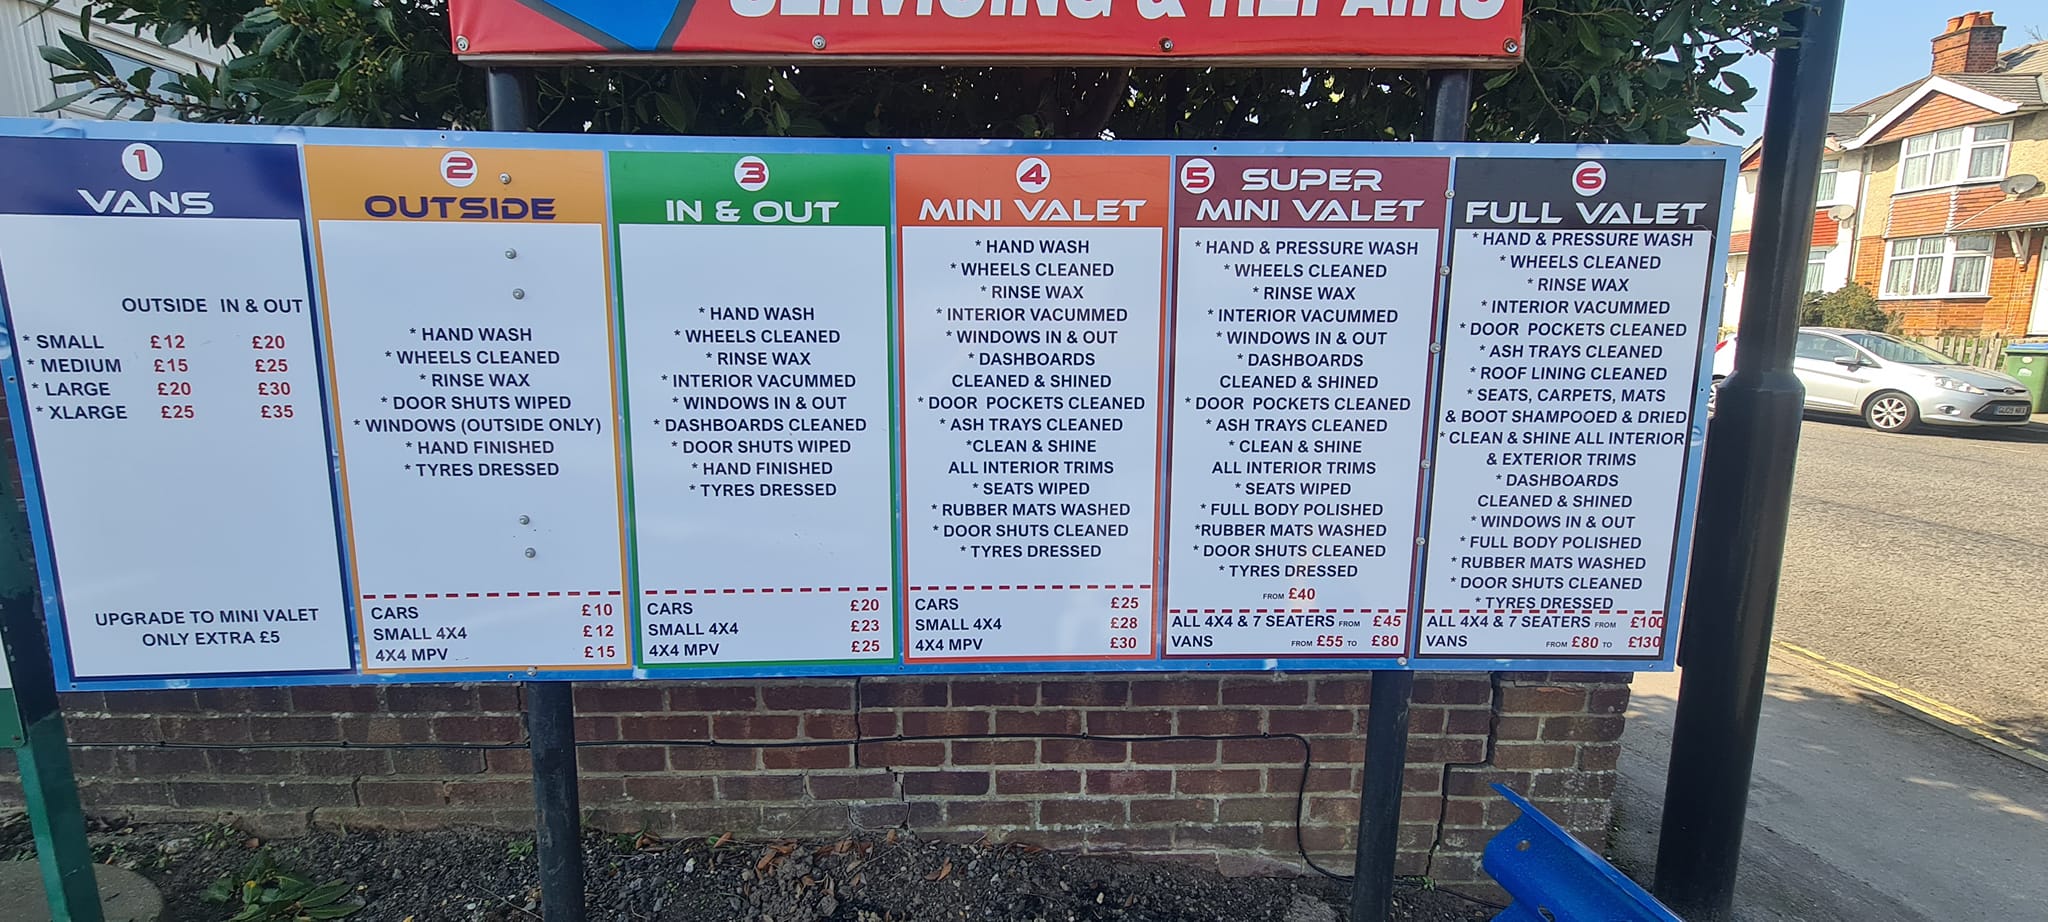 SERVICING & REPAIRS
1
VANS
OUTSIDE IN & OUT
* SMALL £12 £20
* MEDIUM £15 £25
* LARGE £20 £30
* XLARGE £25 £35
UPGRADE TO MINI VALET
ONLY EXTRA £5
2
OUTSIDE
* HAND WASH
* WHEELS CLEANED
* RINSE WAX
* DOOR SHUTS WIPED
* WINDOWS (OUTSIDE ONLY)
* HAND FINISHED
* TYRES DRESSED
CARS £10
SMALL 4X4 £12
4X4 MPV £15
3
IN & OUT
* HAND WASH
* WHEELS CLEANED
* RINSE WAX
* INTERIOR VACUMMED
* WINDOWS IN & OUT
* DASHBOARDS CLEANED
* DOOR SHUTS WIPED
* HAND FINISHED
* TYRES DRESSED
CARS £20
SMALL 4X4 £23
4X4 MPV £25
4
MINI VALET
* HAND WASH
* WHEELS CLEANED
* RINSE WAX
* INTERIOR VACUMMED
* WINDOWS IN & OUT
* DASHBOARDS
CLEANED & SHINED
* DOOR POCKETS CLEANED
* ASH TRAYS CLEANED
*CLEAN & SHINE
ALL INTERIOR TRIMS
* SEATS WIPED
* RUBBER MATS WASHED
* DOOR SHUTS CLEANED
* TYRES DRESSED
CARS £25
SMALL 4X4 £28
4X4 MPV £30
5 SUPER
MINI VALET
* HAND & PRESSURE WASH
* WHEELS CLEANED
* RINSE WAX
* INTERIOR VACUMMED
* WINDOWS IN & OUT
* DASHBOARDS
CLEANED & SHINED
* DOOR POCKETS CLEANED
* ASH TRAYS CLEANED
* CLEAN & SHINE
ALL INTERIOR TRIMS
* SEATS WIPED
* FULL BODY POLISHED
*RUBBER MATS WASHED
* DOOR SHUTS CLEANED
* TYRES DRESSED
FROM £40
ALL 4X4 & 7 SEATERS FROM £45
VANS FROM £55 TO £80
6
FULL VALET
* HAND & PRESSURE WASH
* WHEELS CLEANED
* RINSE WAX
* INTERIOR VACUMMED
* DOOR POCKETS CLEANED
* ASH TRAYS CLEANED
* ROOF LINING CLEANED
* SEATS, CARPETS, MATS
& BOOT SHAMPOOED & DRIED
* CLEAN & SHINE ALL INTERIOR
& EXTERIOR TRIMS
* DASHBOARDS
CLEANED & SHINED
* WINDOWS IN & OUT
* FULL BODY POLISHED
* RUBBER MATS WASHED
* DOOR SHUTS CLEANED
* TYRES DRESSED
ALL 4X4 & 7 SEATERS FROM £100
VANS FROM £80 TO £130